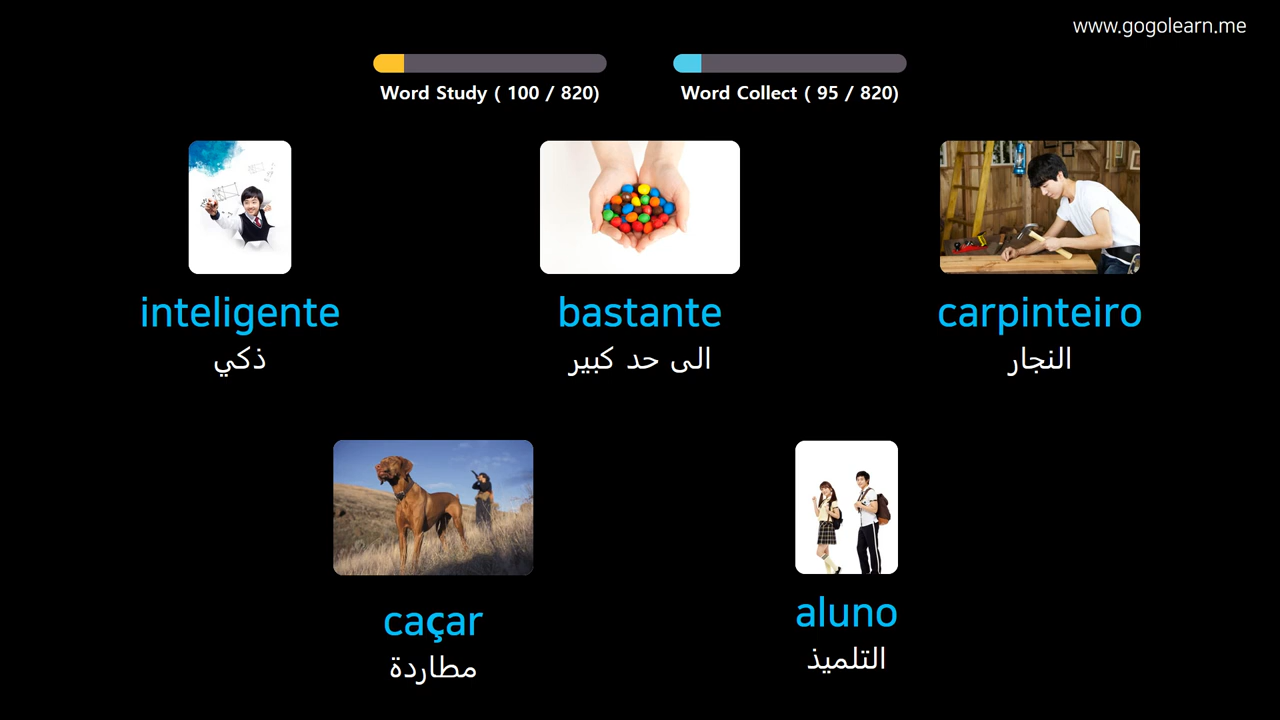 www.gogolearn.me
Word Study ( 100 / 820)
Word Collect ( 95 / 820)
inteligente
ذكي
bastante
الى حد كبير
carpinteiro
النجار
caçar
مطاردة
aluno
التلميذ